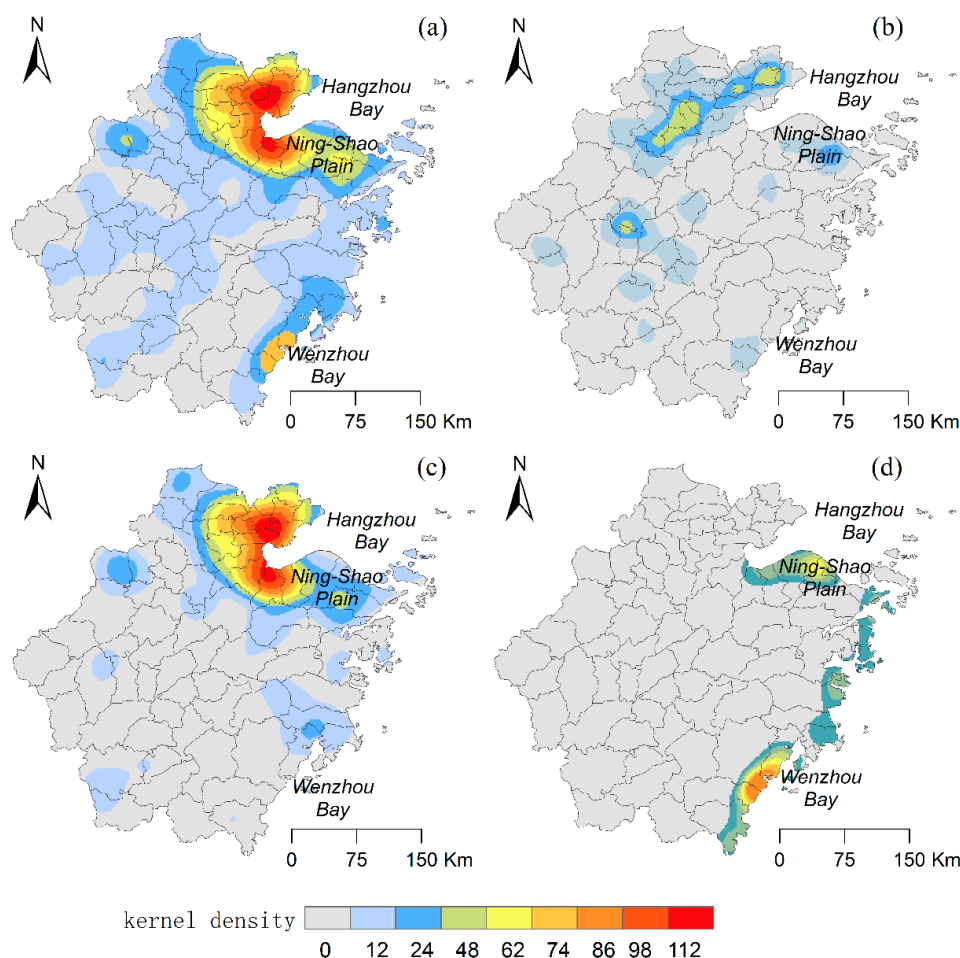 N
(a)
Hangzhou
Bay
Ning-Shao
Plain
Wenzhou
Bay
0 75 150 Km
N
(b)
Hangzhou
Bay
Ning-Shao
Plain
Wenzhou
Bay
0 75 150 Km
N
(c)
Hangzhou
Bay
Ning-Shao
Plain
Wenzhou
Bay
0 75 150 Km
N
(d)
Hangzhou
Bay
Ning-Shao
Plain
Wenzhou
Bay
0 75 150 Km
kernel density
0 12 24 48 62 74 86 98 112